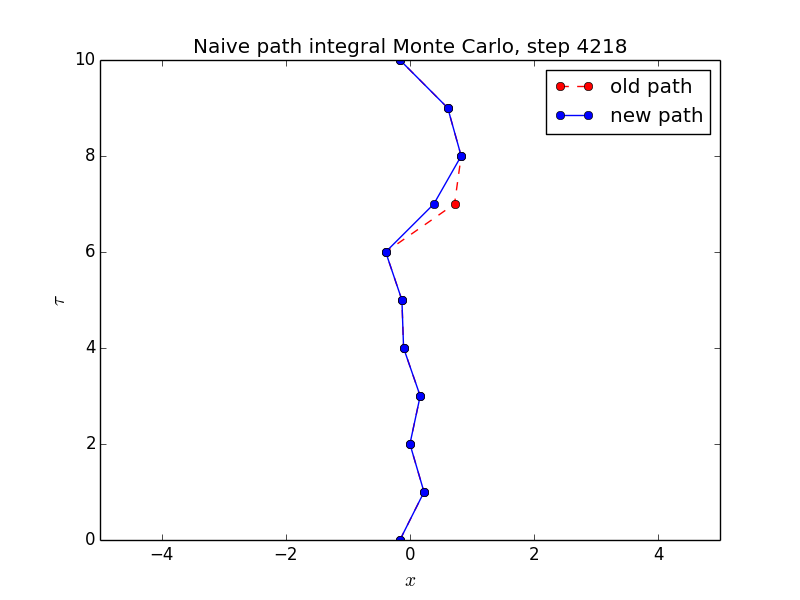 Naive path integral Monte Carlo, step 4218
old path
new path
10
8
6
4
2
0
τ
−4
−2
0
2
4
x